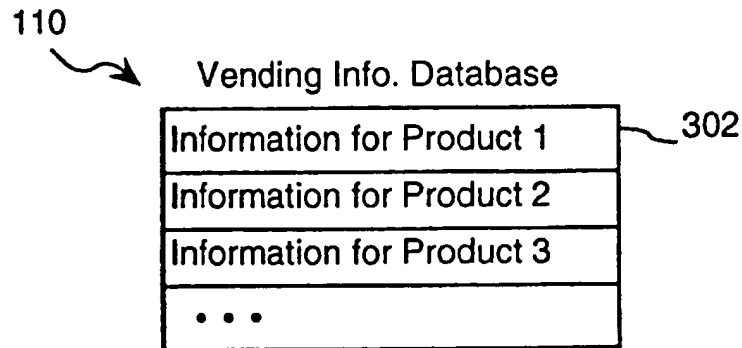 110
Vending Info. Database
Information for Product 1
302
Information for Product 2
Information for Product 3
• • •